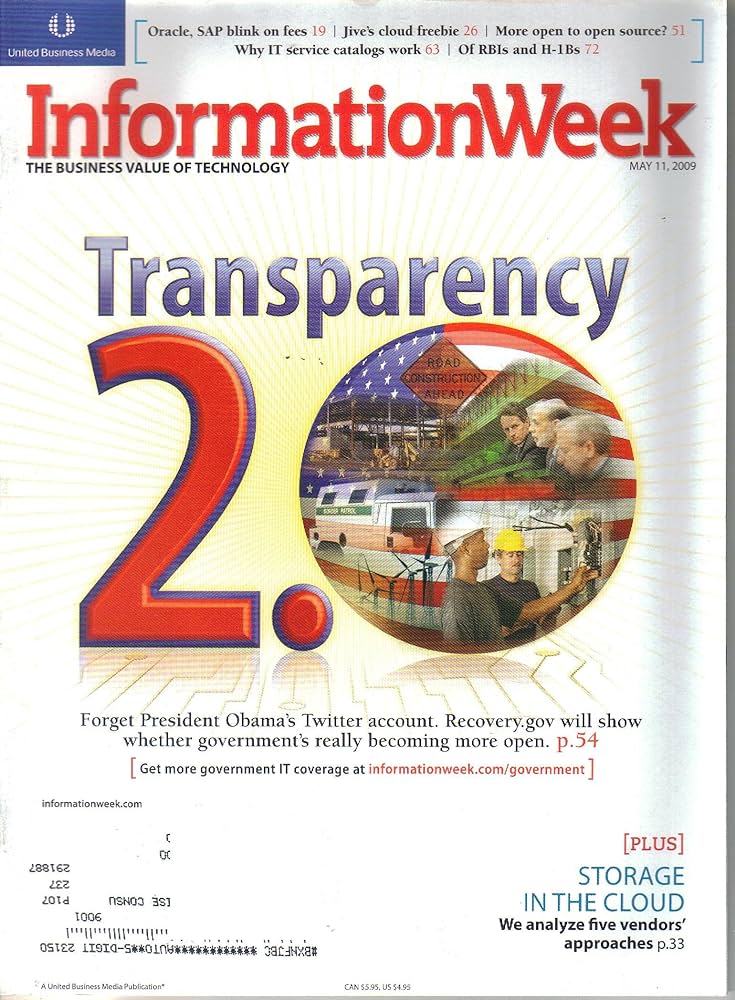 United Business Media
Oracle, SAP blink on fees 19 | Jive's cloud freebie 26 | More open to open source? 51
Why IT service catalogs work 63 | Of RBIs and H-1Bs 72
InformationWeek
THE BUSINESS VALUE OF TECHNOLOGY
MAY 11, 2009
Transparency
2.0
ROAD
CONSTRUCTION
AHEAD
BORDER PATROL
Forget President Obama's Twitter account. Recovery.gov will show
whether government's really becoming more open. p.54
[Get more government IT coverage at informationweek.com/government]
informationweek.com
[PLUS]
STORAGE
IN THE CLOUD
We analyze five vendors'
approaches p.33
#BXNFJBC ************AUTO**5-DIGIT 23150
1006
ISE CONSU P107
237
291887
A United Business Media Publication*
CAN $5.95, US $4.95